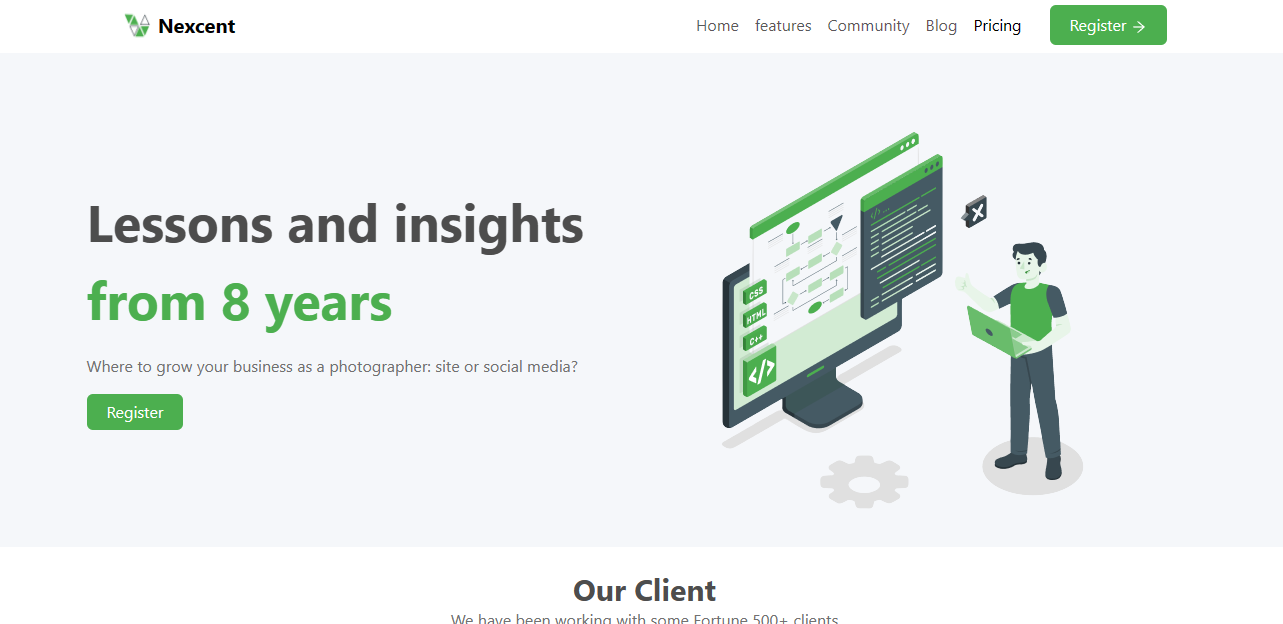 Nexcent
Home features Community Blog Pricing Register →
Lessons and insights
from 8 years
Where to grow your business as a photographer: site or social media?
Register
CSS
HTML
C++
</>
</>...
Our Client
We have been working with some Fortune 500+ clients